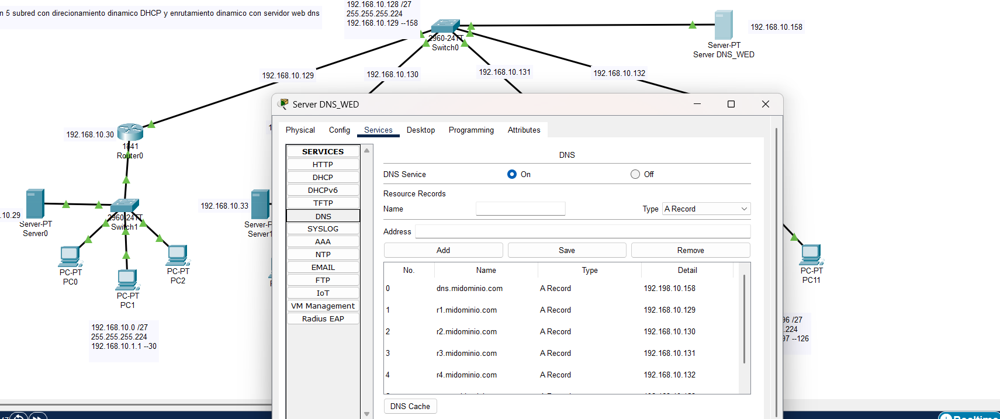 n 5 subred con direcionamiento dinamico DHCP y enrutamiento dinamico con servidor web dns
192.168.10.128 /27
255.255.255.224
192.168.10.129 --158
2960-24TT
Switch0
192.168.10.158
Server-PT
Server DNS_WED
192.168.10.129
192.168.10.130
192.168.10.131
192.168.10.132
192.168.10.30
1841
Router0
.10.29
Server-PT
Server0
2960-24TT
Switch1
PC-PT
PC0
PC-PT
PC1
PC-PT
PC2
192.168.10.0 /27
255.255.255.224
192.168.10.1.1 --30
1
192.168.10.33
Server-P
Server1
Server DNS_WED
Physical Config Services Desktop Programming Attributes
SERVICES
HTTP
DHCP
DHCPv6
TFTP
DNS
SYSLOG
AAA
NTP
EMAIL
FTP
IoT
VM Management
Radius EAP
DNS
DNS Service On Off
Resource Records
Name Type A Record
Address
Add Save Remove
No. Name Type Detail
0 dns.midominio.com A Record 192.198.10.158
1 r1.midominio.com A Record 192.168.10.129
2 r2.midominio.com A Record 192.168.10.130
3 r3.midominio.com A Record 192.168.10.131
4 r4.midominio.com A Record 192.168.10.132
DNS Cache
PC-PT
PC11
96 /27
.224
97 --126
Realtime